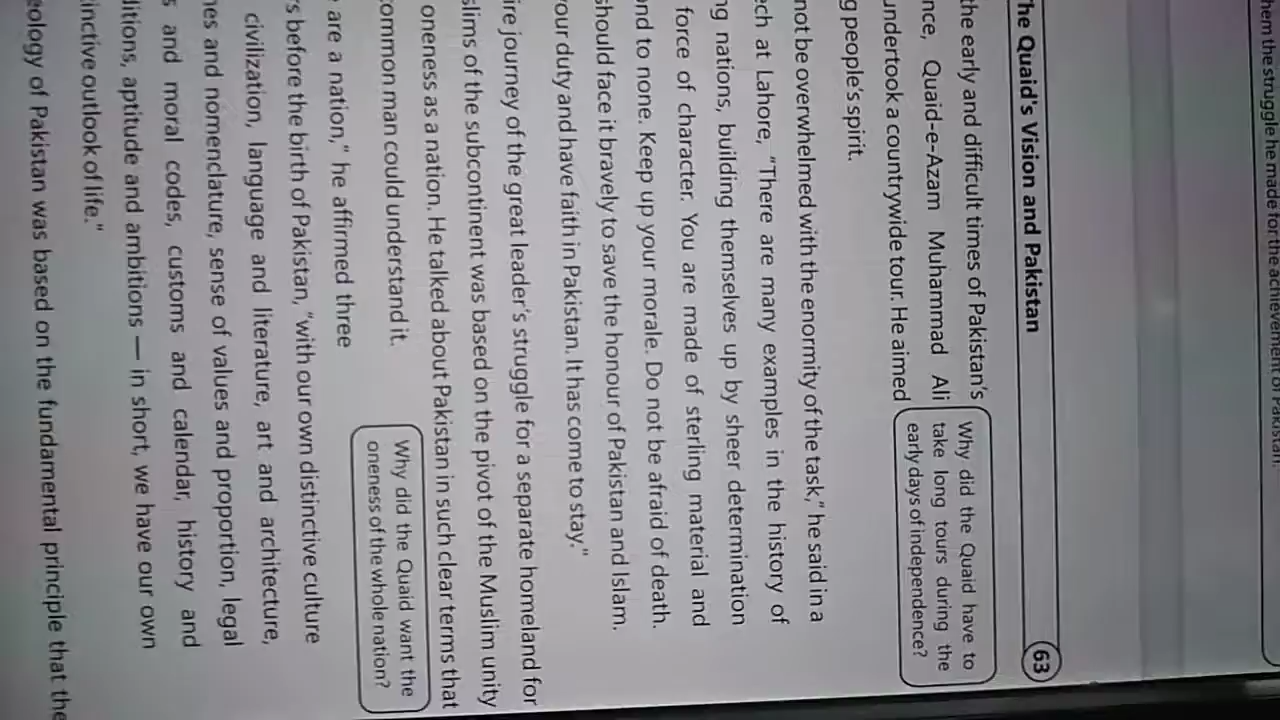 hem the struggle he made for the achievement of Pakistan.
he Quaid's Vision and Pakistan 63
the early and difficult times of Pakistan's
nce, Quaid-e-Azam Muhammad Ali
undertook a countrywide tour. He aimed
g people's spirit.
Why did the Quaid have to
take long tours during the
early days of independence?
not be overwhelmed with the enormity of the task," he said in a
ech at Lahore, "There are many examples in the history of
ng nations, building themselves up by sheer determination
force of character. You are made of sterling material and
nd to none. Keep up your morale. Do not be afraid of death.
should face it bravely to save the honour of Pakistan and Islam.
your duty and have faith in Pakistan. It has come to stay."
ire journey of the great leader's struggle for a separate homeland for
slims of the subcontinent was based on the pivot of the Muslim unity
oneness as a nation. He talked about Pakistan in such clear terms that
ommon man could understand it.
Why did the Quaid want the
oneness of the whole nation?
are a nation," he affirmed three
s before the birth of Pakistan, "with our own distinctive culture
civilization, language and literature, art and architecture,
es and nomenclature, sense of values and proportion, legal
s and moral codes, customs and calendar, history and
ditions, aptitude and ambitions — in short, we have our own
tinctive outlook of life."
eology of Pakistan was based on the fundamental principle that the